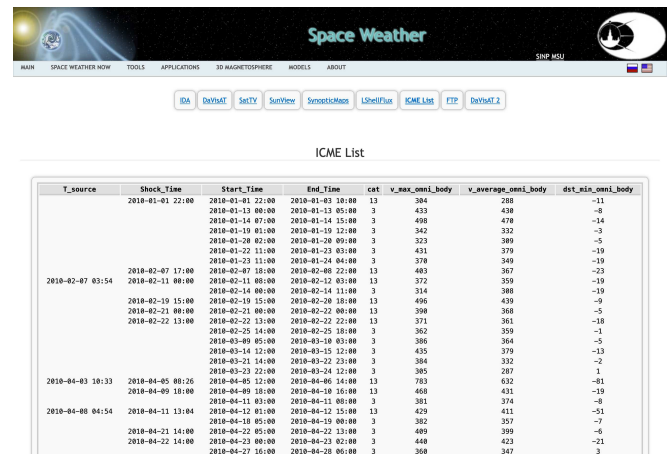 Space Weather
SINP MSU
MAIN SPACE WEATHER NOW TOOLS APPLICATIONS 3D MAGNETOSPHERE MODELS ABOUT
IDA DaVisAT SatTV SunView SynopticMaps LShellFlux ICME List FTP DaVisAT 2
ICME List
T_source Shock_Time Start_Time End_Time cat v_max_omni_body v_average_omni_body dst_min_omni_body
2010-01-01 22:00 2010-01-01 22:00 2010-01-03 10:00 13 304 288 -11
2010-01-13 00:00 2010-01-13 05:00 3 433 430 -8
2010-01-14 07:00 2010-01-14 15:00 3 498 470 -14
2010-01-19 01:00 2010-01-19 12:00 3 342 332 -3
2010-01-20 02:00 2010-01-20 09:00 3 323 309 -5
2010-01-22 11:00 2010-01-23 03:00 3 431 379 -19
2010-01-23 11:00 2010-01-24 04:00 3 370 349 -19
2010-02-07 17:00 2010-02-07 18:00 2010-02-08 22:00 13 403 367 -23
2010-02-07 03:54 2010-02-11 00:00 2010-02-11 08:00 2010-02-12 03:00 13 372 359 -19
2010-02-14 00:00 2010-02-14 11:00 3 314 308 -19
2010-02-19 15:00 2010-02-19 15:00 2010-02-20 18:00 13 496 439 -9
2010-02-21 00:00 2010-02-21 00:00 2010-02-22 00:00 13 390 368 -5
2010-02-22 13:00 2010-02-22 13:00 2010-02-22 22:00 13 371 361 -18
2010-02-25 14:00 2010-02-25 18:00 3 362 359 -1
2010-03-09 05:00 2010-03-10 03:00 3 386 364 -5
2010-03-14 12:00 2010-03-15 12:00 3 435 379 -13
2010-03-21 14:00 2010-03-22 23:00 3 384 332 -2
2010-03-23 22:00 2010-03-24 12:00 3 305 287 1
2010-04-03 10:33 2010-04-05 08:26 2010-04-05 12:00 2010-04-06 14:00 13 783 632 -81
2010-04-09 18:00 2010-04-09 18:00 2010-04-10 16:00 13 468 431 -19
2010-04-11 03:00 2010-04-11 08:00 3 381 374 -8
2010-04-08 04:54 2010-04-11 13:04 2010-04-12 01:00 2010-04-12 15:00 13 429 411 -51
2010-04-18 05:00 2010-04-19 00:00 3 382 357 -7
2010-04-21 14:00 2010-04-22 05:00 2010-04-22 13:00 3 409 399 -6
2010-04-22 14:00 2010-04-23 00:00 2010-04-23 02:00 3 440 423 -21
2010-04-27 16:00 2010-04-28 06:00 3 360 347 3